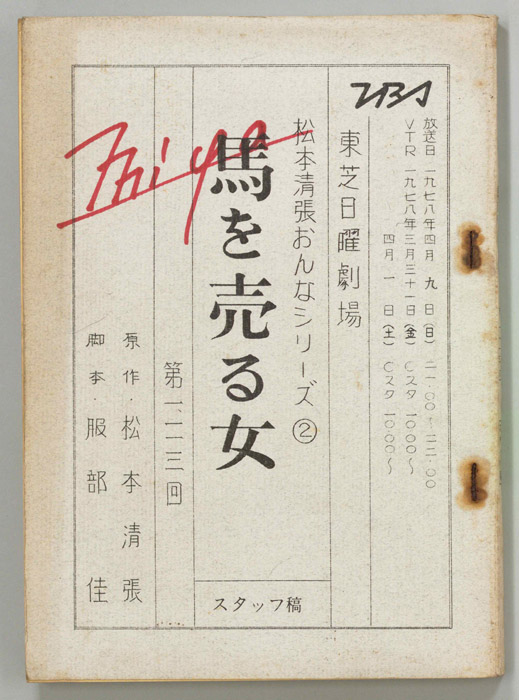 TBS
放送日 一九七八年四月 九 日(日) 二一.〇〇~二二.〇〇
VTR 一九七八年三月三十一日(金) Cスタ 一〇〇〇~
四月 一 日(土) Cスタ 一〇〇〇~
東芝日曜劇場
松本清張おんなシリーズ②
馬を売る女
スタッフ稿
第一、一一三回
原作・松本清張
脚本・服部 佳